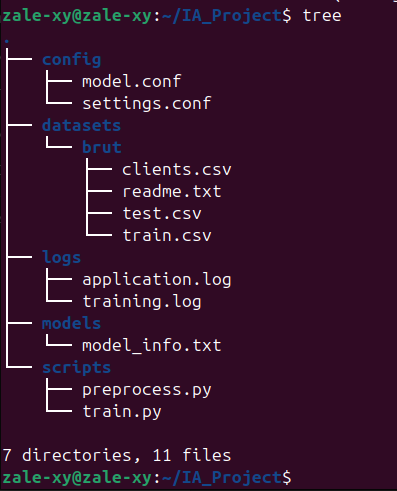 zale-xy@zale-xy:~/IA_Project$ tree
.
├── config
│   ├── model.conf
│   └── settings.conf
├── datasets
│   └── brut
│       ├── clients.csv
│       ├── readme.txt
│       ├── test.csv
│       └── train.csv
├── logs
│   ├── application.log
│   └── training.log
├── models
│   └── model_info.txt
└── scripts
    ├── preprocess.py
    └── train.py

7 directories, 11 files
zale-xy@zale-xy:~/IA_Project$